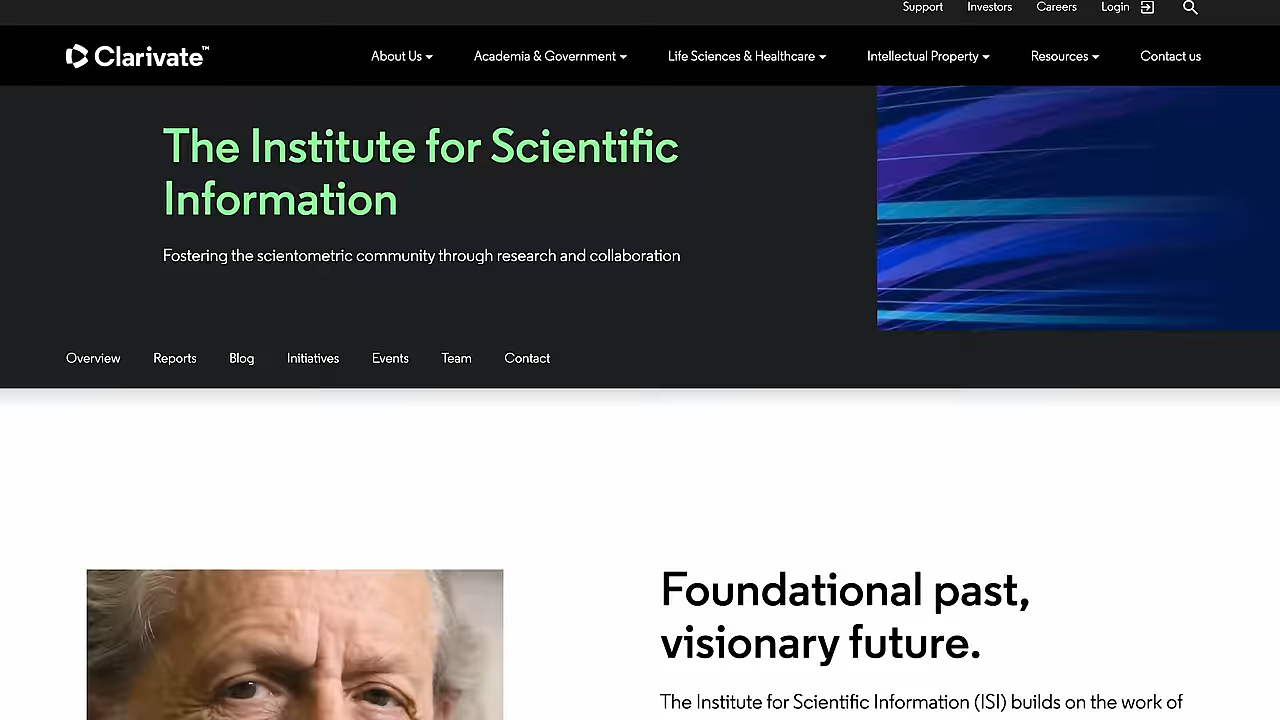 Support Investors Careers Login
Clarivate™
About Us Academia & Government Life Sciences & Healthcare Intellectual Property Resources Contact us
The Institute for Scientific
Information
Fostering the scientometric community through research and collaboration
Overview Reports Blog Initiatives Events Team Contact
Foundational past,
visionary future.
The Institute for Scientific Information (ISI) builds on the work of